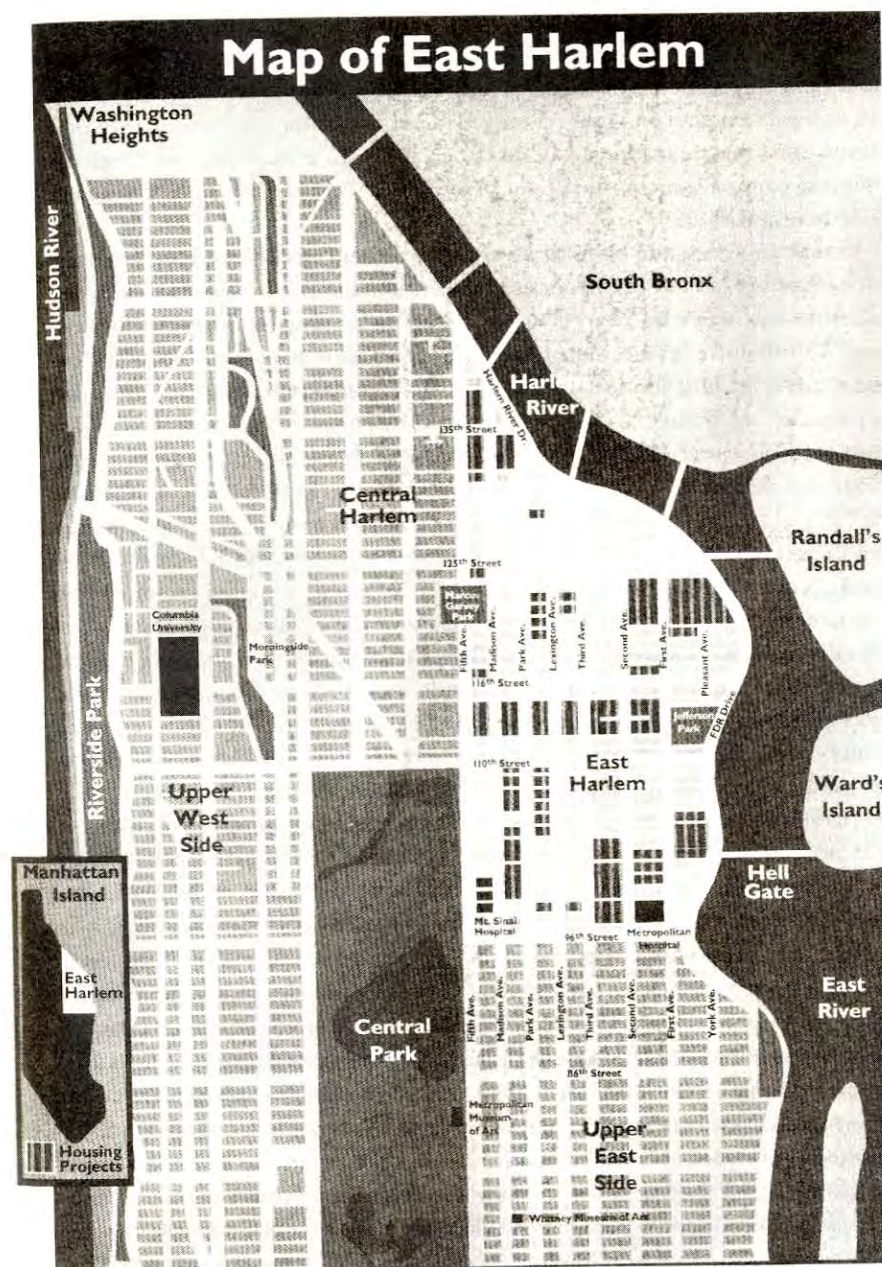 Map of East Harlem
Washington
Heights
Hudson River
South Bronx
Harlem
River
Harlem River Dr.
135th Street
Central
Harlem
Randall's
Island
125th Street
Marcus
Garvey
Park
Columbia
University
Morningside
Park
Fifth Ave.
Madison Ave.
Park Ave.
Lexington Ave.
Third Ave.
Second Ave.
First Ave.
Pleasant Ave.
116th Street
Riverside Park
Jefferson
Park
FDR Drive
110th Street
East
Harlem
Upper
West
Side
Ward's
Island
Manhattan
Island
Hell
Gate
Mt. Sinai
Hospital
96th Street
Metropolitan
Hospital
East
Harlem
East
River
Central
Park
Fifth Ave.
Madison Ave.
Park Ave.
Lexington Ave.
Third Ave.
Second Ave.
First Ave.
York Ave.
86th Street
Metropolitan
Museum
of Art
Upper
East
Side
Housing
Projects
Whitney Museum of Art